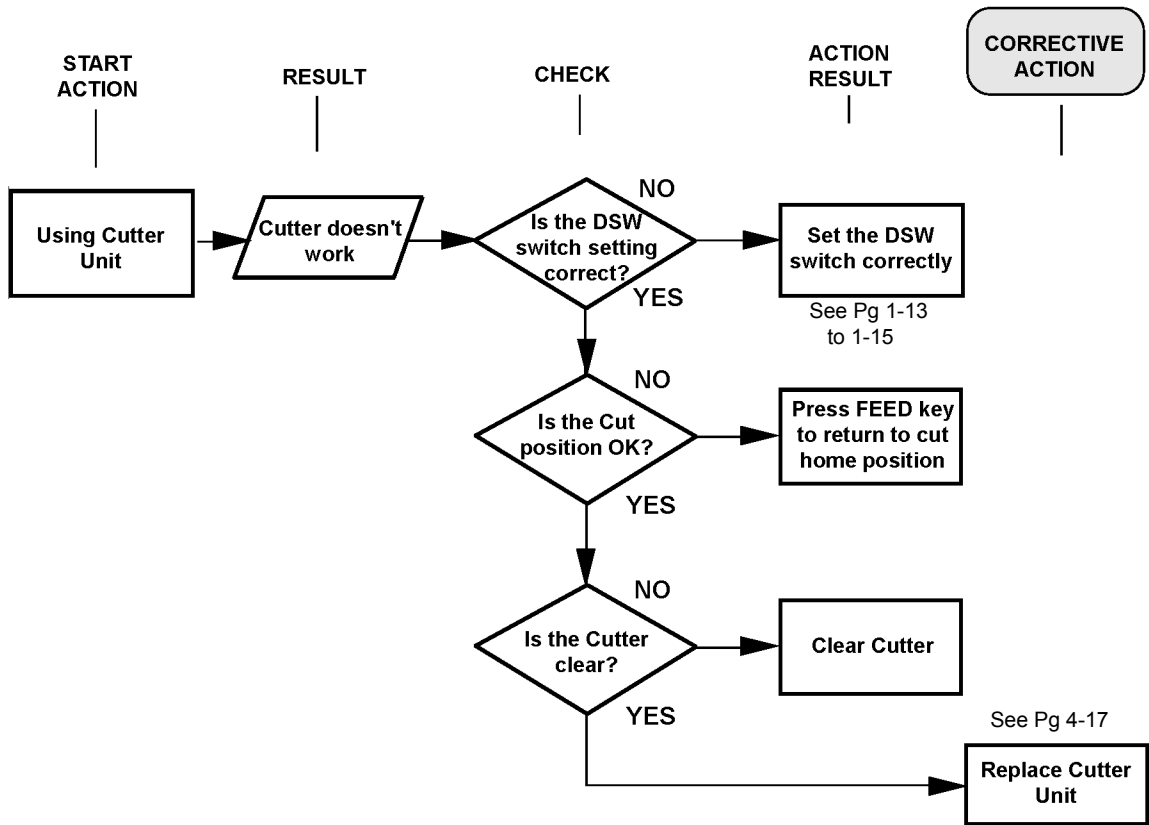 START
ACTION
RESULT
CHECK
ACTION
RESULT
CORRECTIVE
ACTION
Using Cutter
Unit
Cutter doesn't
work
Is the DSW
switch setting
correct?
NO
YES
Set the DSW
switch correctly
See Pg 1-13
to 1-15
Is the Cut
position OK?
NO
YES
Press FEED key
to return to cut
home position
Is the Cutter
clear?
NO
YES
Clear Cutter
See Pg 4-17
Replace Cutter
Unit